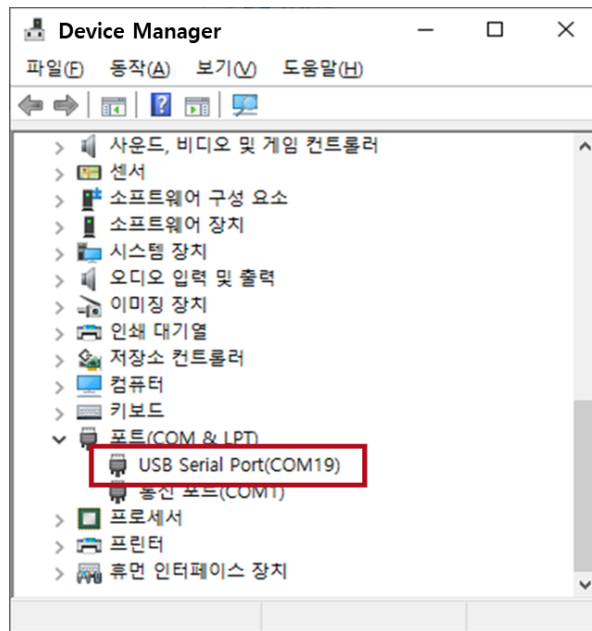 Device Manager
파일(F) 동작(A) 보기(V) 도움말(H)
사운드, 비디오 및 게임 컨트롤러
센서
소프트웨어 구성 요소
소프트웨어 장치
시스템 장치
오디오 입력 및 출력
이미징 장치
인쇄 대기열
저장소 컨트롤러
컴퓨터
키보드
포트(COM & LPT)
USB Serial Port(COM19)
통신 포트(COM1)
프로세서
프린터
휴먼 인터페이스 장치